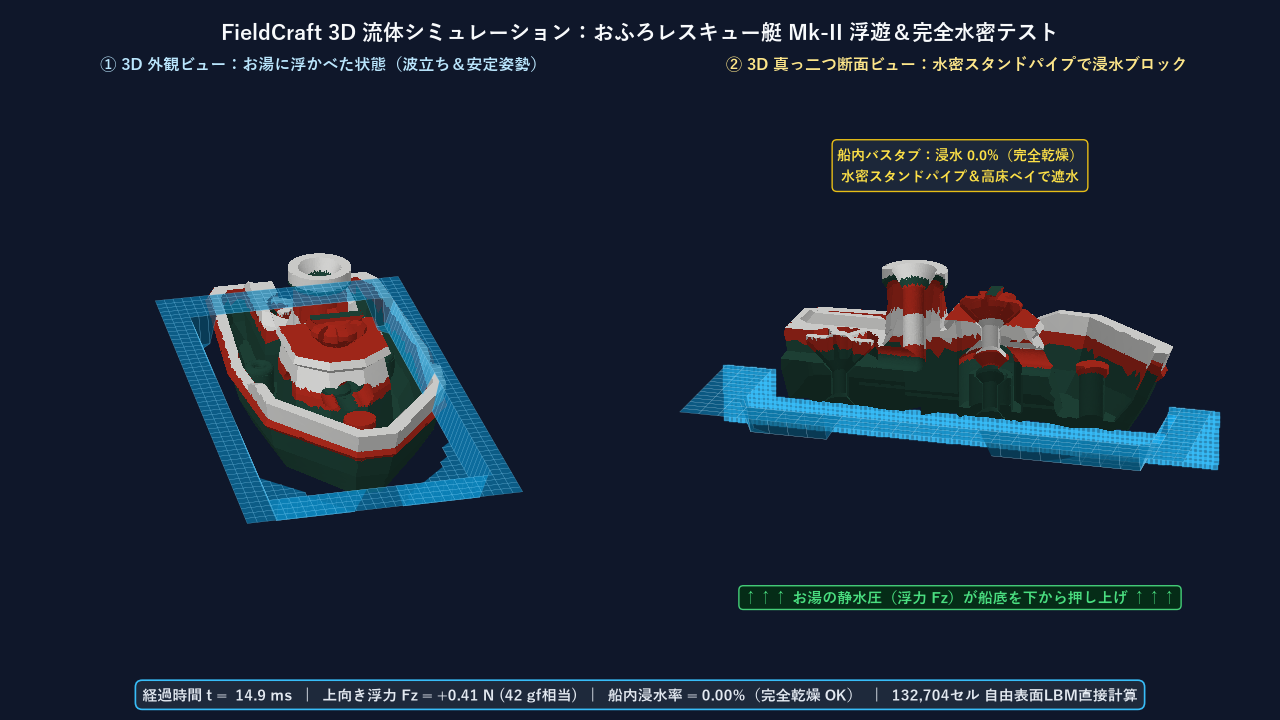 FieldCraft 3D 流体シミュレーション：おふろレスキュー艇 Mk-II 浮遊＆完全水密テスト
① 3D 外観ビュー：お湯に浮かべた状態（波立ち＆安定姿勢）
② 3D 真っ二つ断面ビュー：水密スタンドパイプで浸水ブロック
船内バスタブ：浸水 0.0%（完全乾燥）
水密スタンドパイプ＆高床ベイで遮水
↑ ↑ ↑ お湯の静水圧（浮力 Fz）が船底を下から押し上げ ↑ ↑ ↑
経過時間 t = 14.9 ms ｜ 上向き浮力 Fz = +0.41 N (42 gf相当) ｜ 船内浸水率 = 0.00%（完全乾燥 OK） ｜ 132,704セル 自由表面LBM直接計算